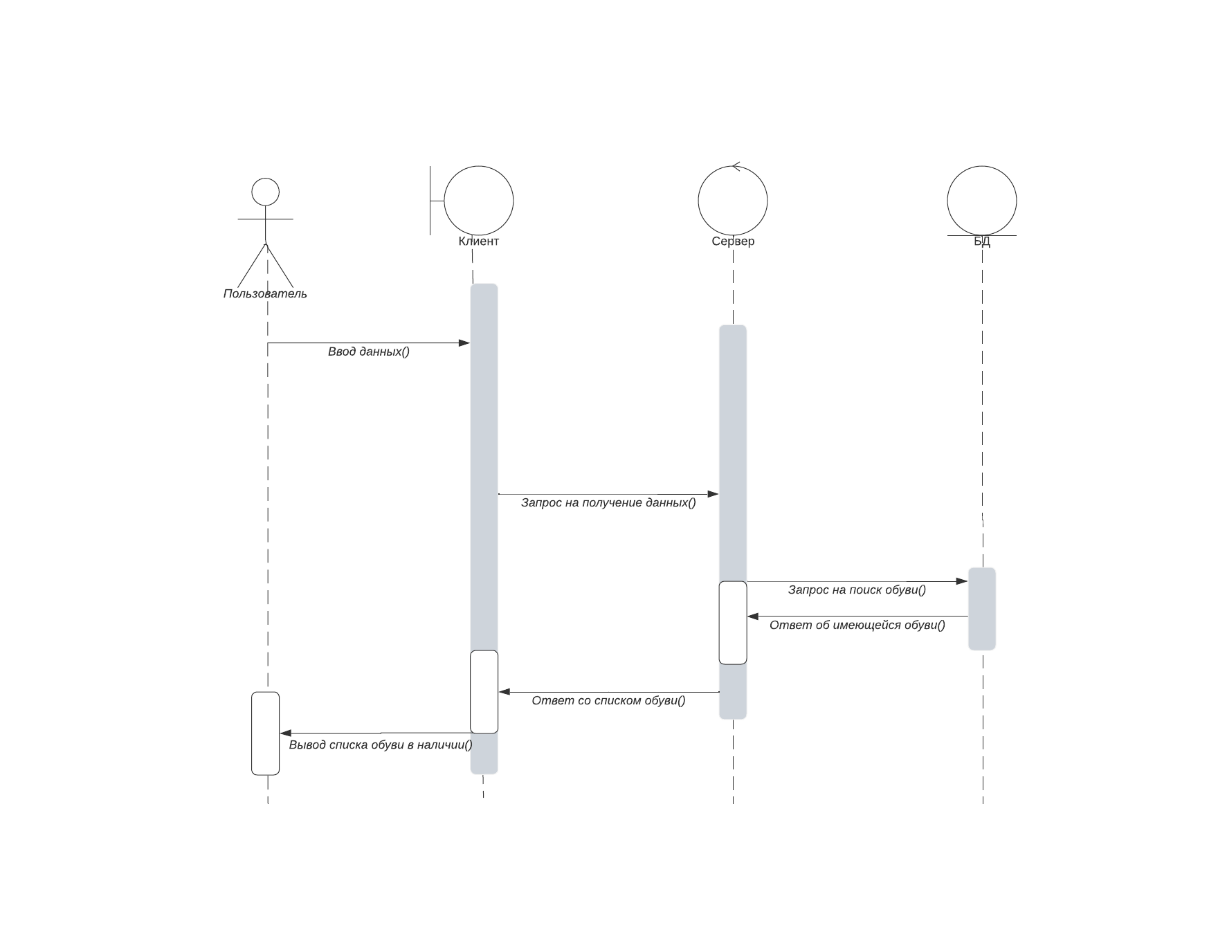 Клиент
Сервер
БД
Пользователь
Ввод данных()
Запрос на получение данных()
Запрос на поиск обуви()
Ответ об имеющейся обуви()
Ответ со списком обуви()
Вывод списка обуви в наличии()